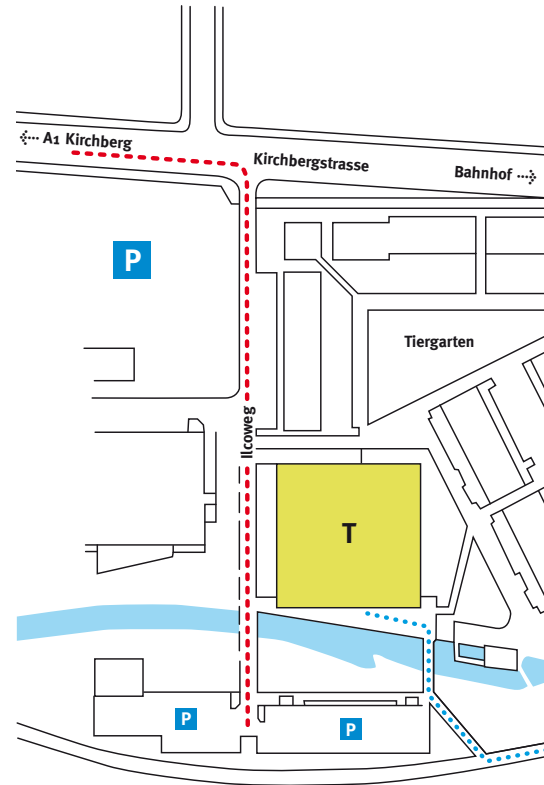 A1 Kirchberg
Kirchbergstrasse
Bahnhof
P
Tiergarten
Ilcoweg
T
P
P